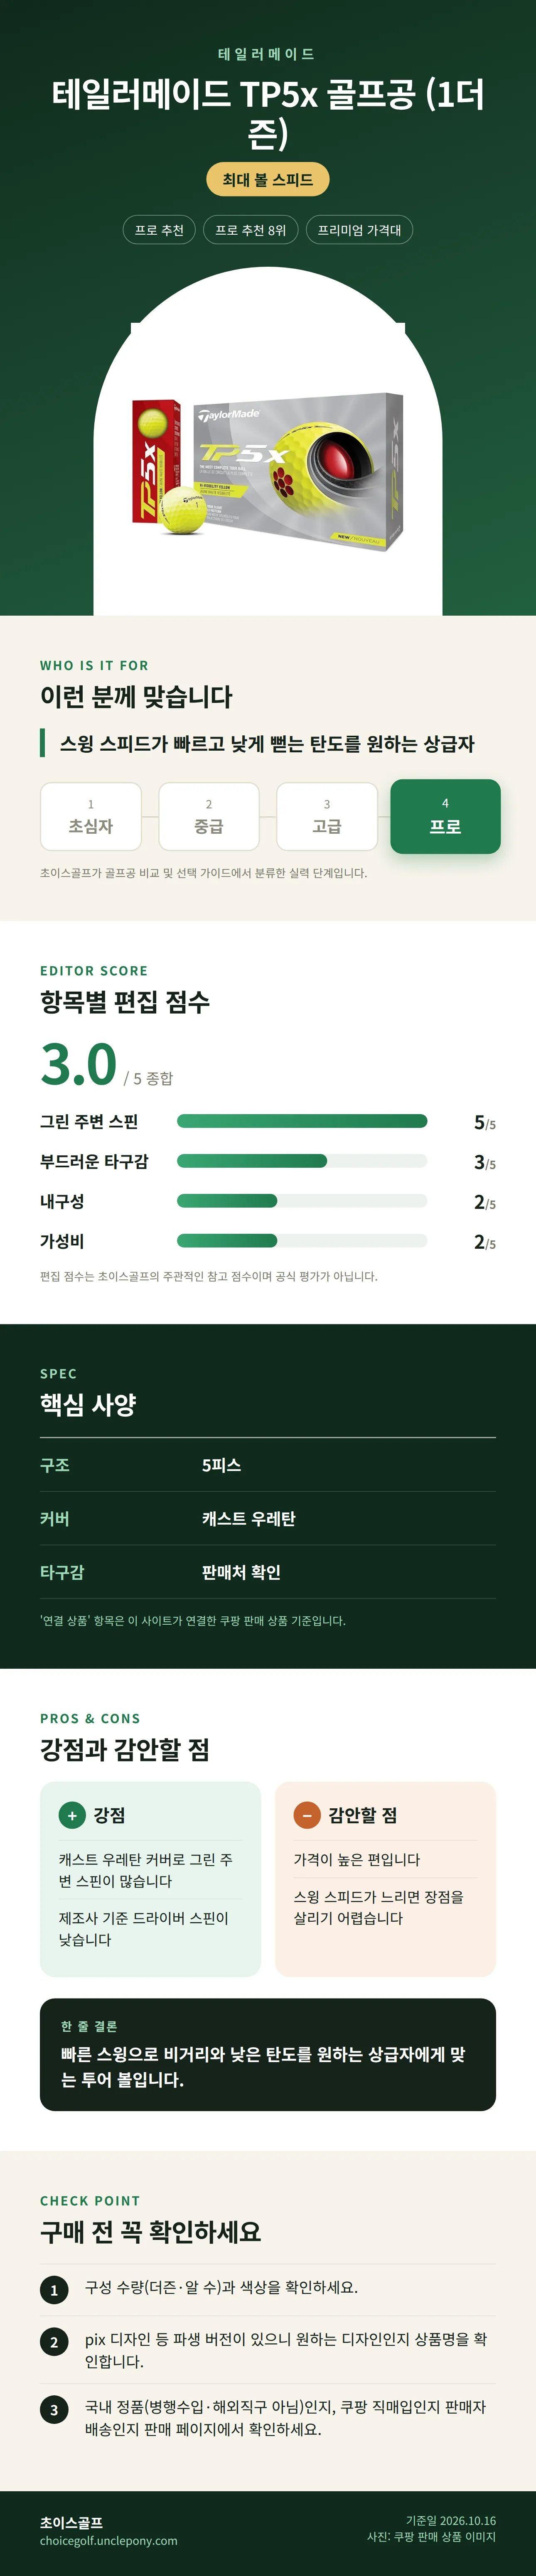 테일러메이드
테일러메이드 TP5x 골프공 (1더
즌)
최대 볼 스피드
프로 추천
프로 추천 8위
프리미엄 가격대
TaylorMade
TP5x
TP5x
TP5x
NEW / NOUVEAU
WHO IS IT FOR
이런 분께 맞습니다
스윙 스피드가 빠르고 낮게 뻗는 탄도를 원하는 상급자
1
초심자
2
중급
3
고급
4
프로
초이스골프가 골프공 비교 및 선택 가이드에서 분류한 실력 단계입니다.
EDITOR SCORE
항목별 편집 점수
3.0 / 5 종합
그린 주변 스핀 5/5
부드러운 타구감 3/5
내구성 2/5
가성비 2/5
편집 점수는 초이스골프의 주관적인 참고 점수이며 공식 평가가 아닙니다.
SPEC
핵심 사양
구조 5피스
커버 캐스트 우레탄
타구감 판매처 확인
'연결 상품' 항목은 이 사이트가 연결한 쿠팡 판매 상품 기준입니다.
PROS & CONS
강점과 감안할 점
+ 강점
캐스트 우레탄 커버로 그린 주
변 스핀이 많습니다
제조사 기준 드라이버 스핀이
낮습니다
− 감안할 점
가격이 높은 편입니다
스윙 스피드가 느리면 장점을
살리기 어렵습니다
한 줄 결론
빠른 스윙으로 비거리와 낮은 탄도를 원하는 상급자에게 맞
는 투어 볼입니다.
CHECK POINT
구매 전 꼭 확인하세요
1 구성 수량(더즌·알 수)과 색상을 확인하세요.
2 pix 디자인 등 파생 버전이 있으니 원하는 디자인인지 상품명을 확
인합니다.
3 국내 정품(병행수입·해외직구 아님)인지, 쿠팡 직매입인지 판매자
배송인지 판매 페이지에서 확인하세요.
초이스골프
choicegolf.unclepony.com
기준일 2026.10.16
사진: 쿠팡 판매 상품 이미지